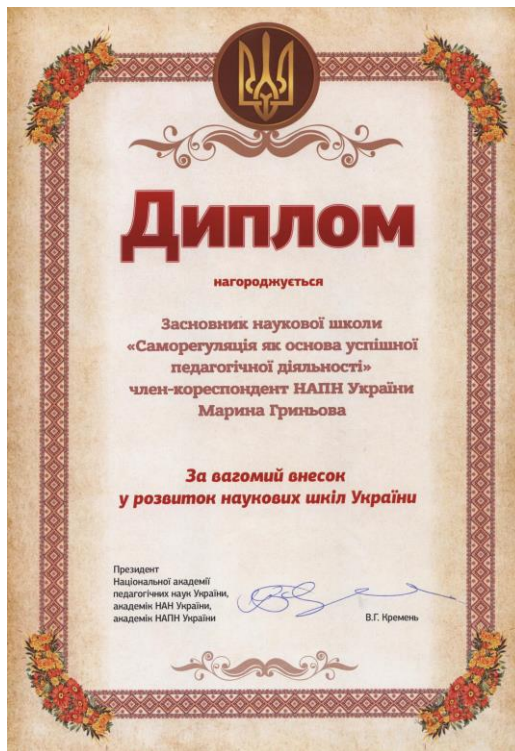 Диплом
нагороджується
Засновник наукової школи
«Саморегуляція як основа успішної
педагогічної діяльності»
член-кореспондент НАПН України
Марина Гриньова
За вагомий внесок
у розвиток наукових шкіл України
Президент
Національної академії
педагогічних наук України,
академік НАН України,
академік НАПН України
В.Г. Кремень